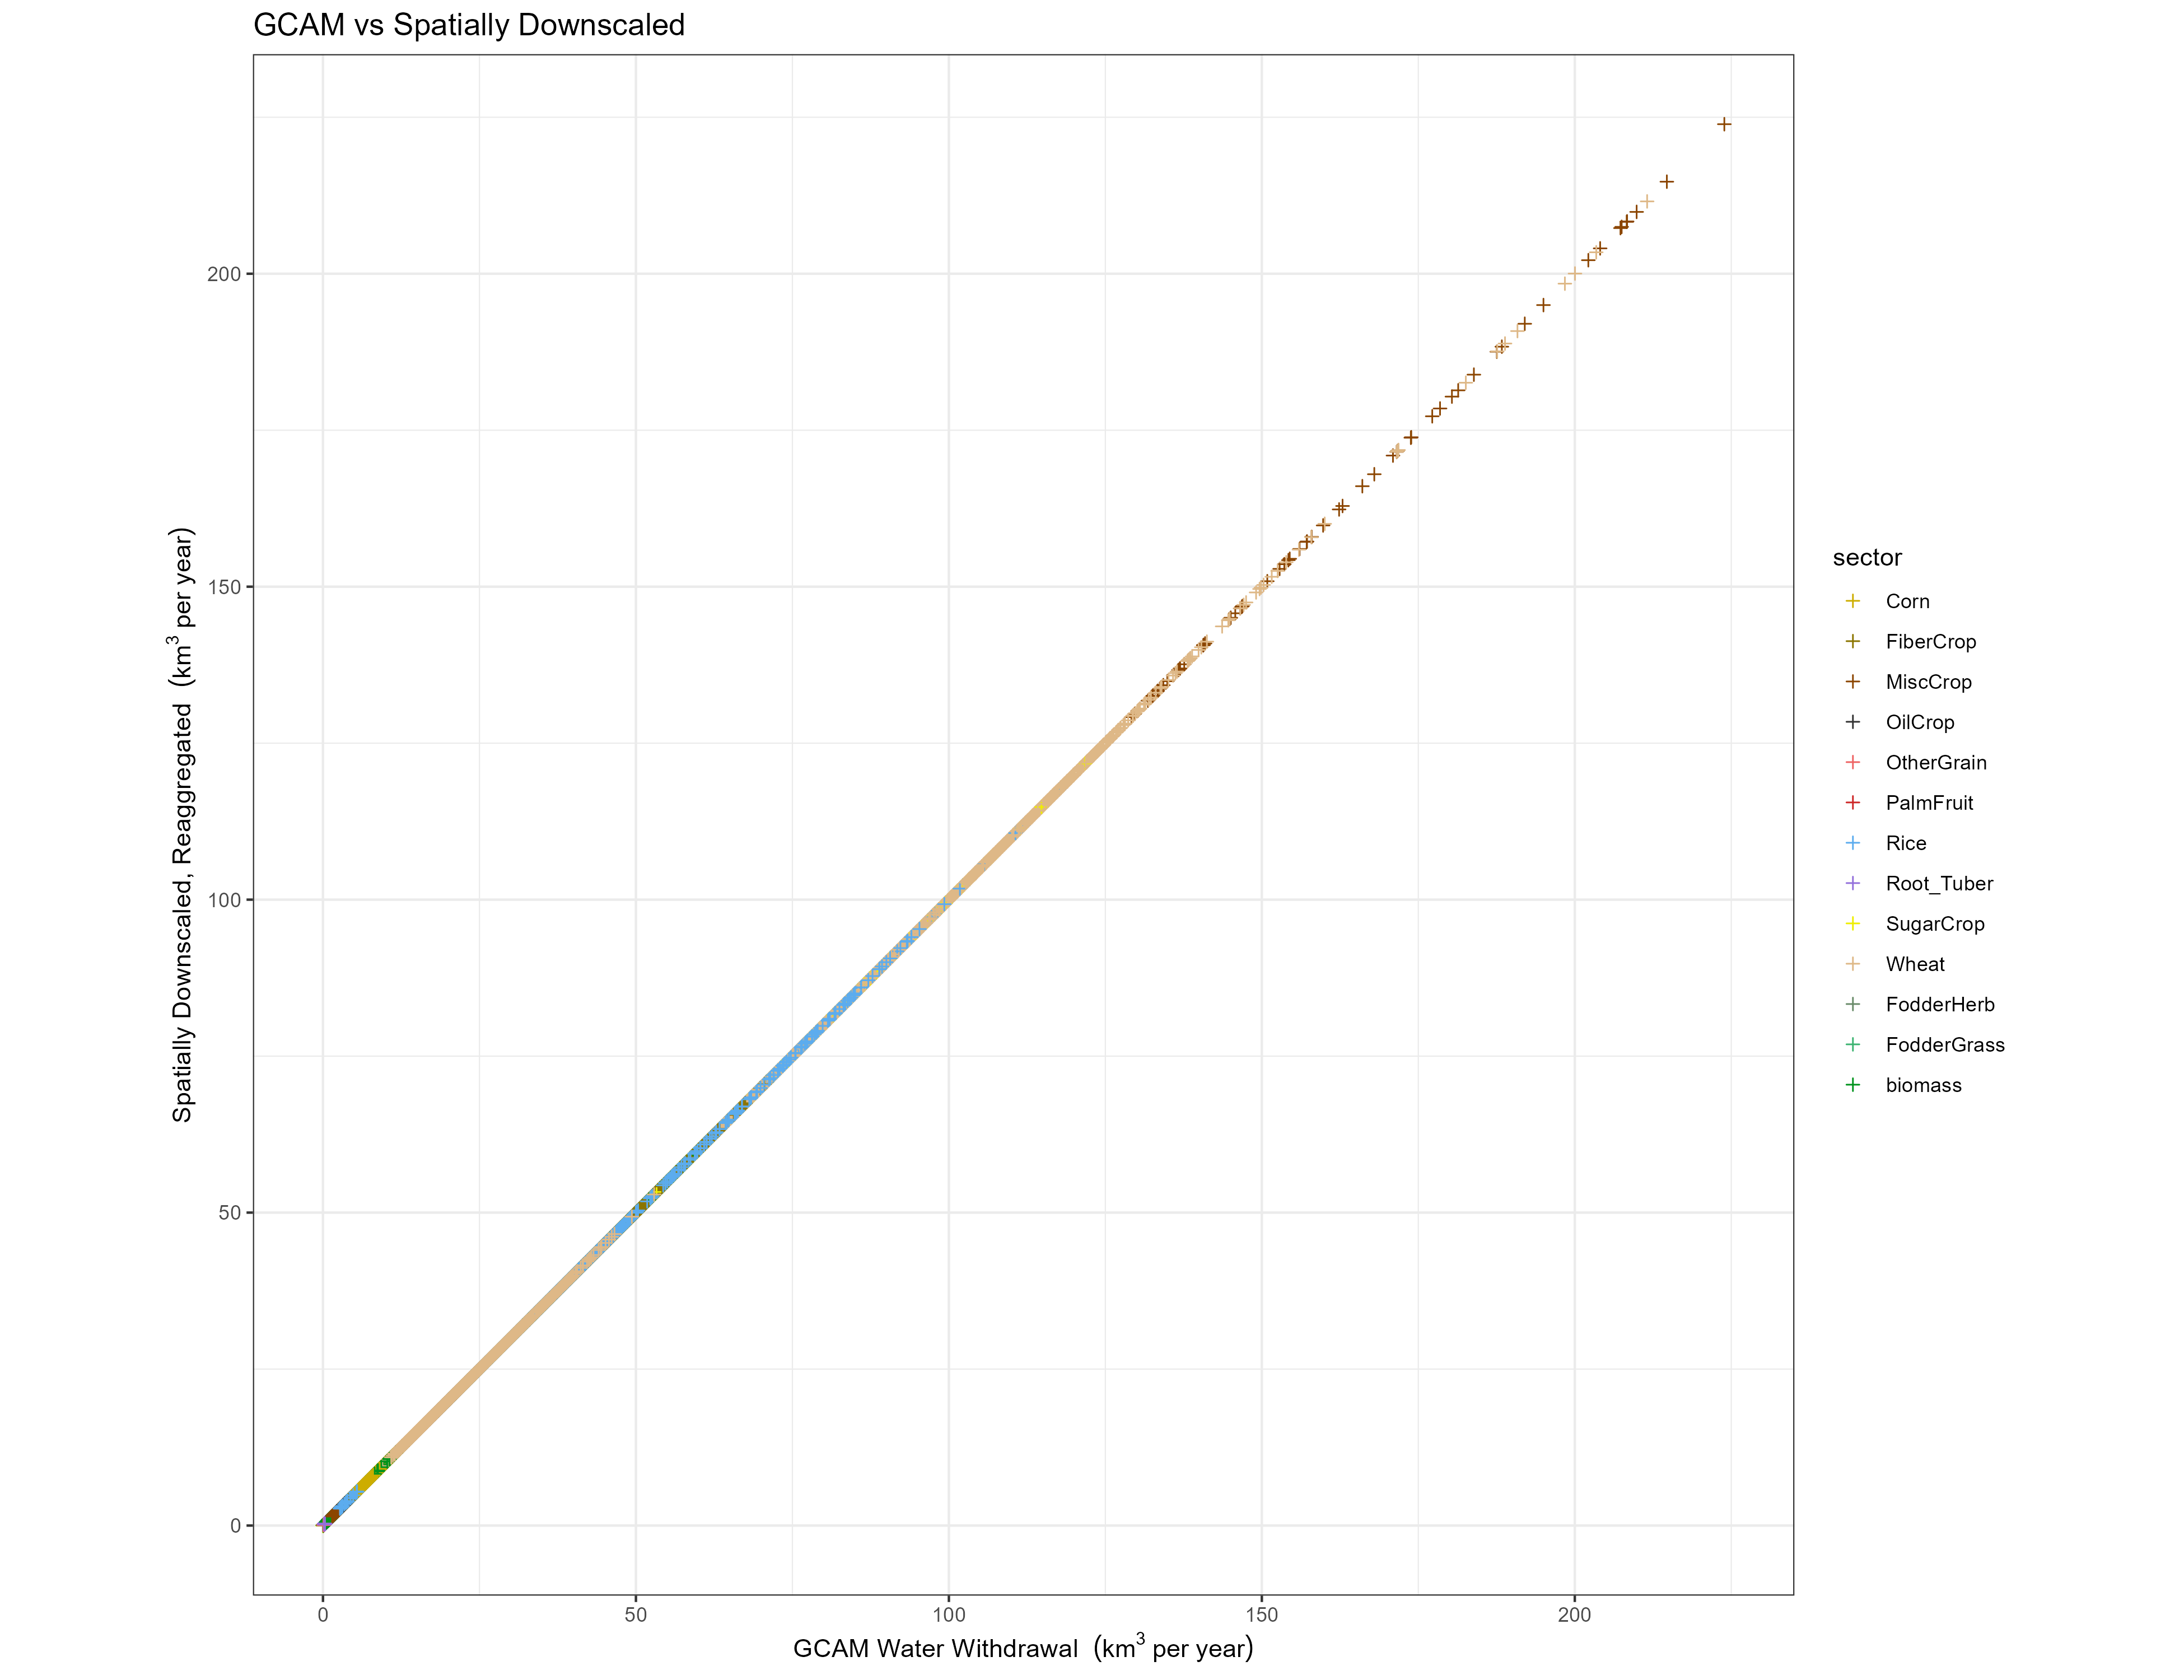 GCAM vs Spatially Downscaled
Spatially Downscaled, Reaggregated (km³ per year)
200
150
100
50
0
0 50 100 150 200
GCAM Water Withdrawal (km³ per year)
sector
Corn
FiberCrop
MiscCrop
OilCrop
OtherGrain
PalmFruit
Rice
Root_Tuber
SugarCrop
Wheat
FodderHerb
FodderGrass
biomass